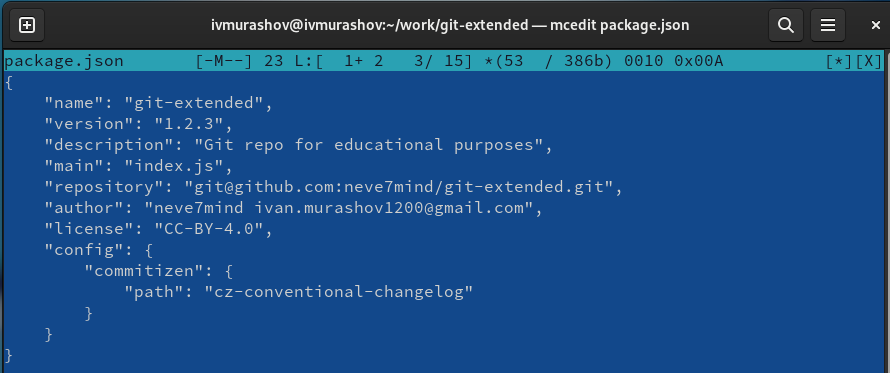 ivmurashov@ivmurashov:~/work/git-extended — mcedit package.json
package.json [-M--] 23 L:[ 1+ 2 3/ 15] *(53 / 386b) 0010 0x00A [*][X]
{
    "name": "git-extended",
    "version": "1.2.3",
    "description": "Git repo for educational purposes",
    "main": "index.js",
    "repository": "git@github.com:neve7mind/git-extended.git",
    "author": "neve7mind ivan.murashov1200@gmail.com",
    "license": "CC-BY-4.0",
    "config": {
        "commitizen": {
            "path": "cz-conventional-changelog"
        }
    }
}